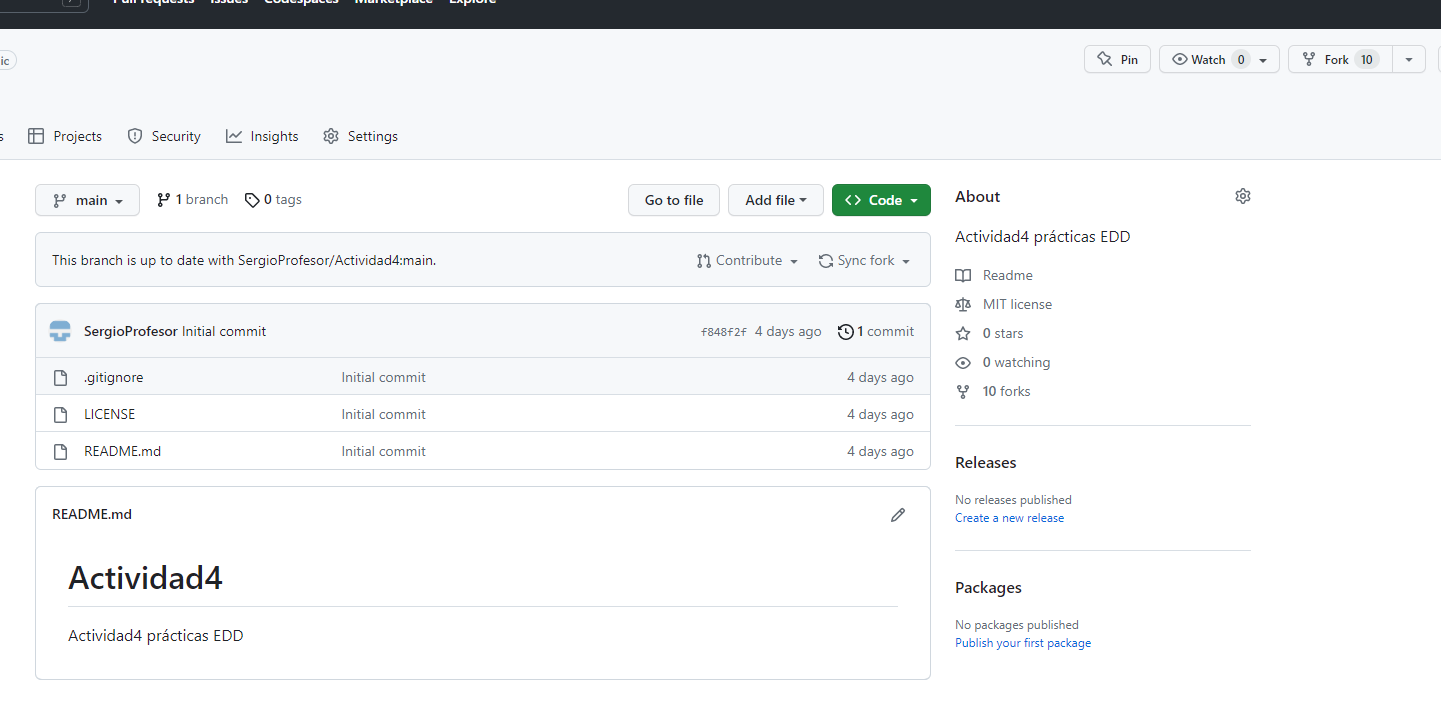 Pull requests Issues Codespaces Marketplace Explore
ic
Pin Watch 0 Fork 10
s Projects Security Insights Settings
main 1 branch 0 tags Go to file Add file Code
This branch is up to date with SergioProfesor/Actividad4:main. Contribute Sync fork
SergioProfesor Initial commit f848f2f 4 days ago 1 commit
.gitignore Initial commit 4 days ago
LICENSE Initial commit 4 days ago
README.md Initial commit 4 days ago
README.md
Actividad4
Actividad4 prácticas EDD
About
Actividad4 prácticas EDD
Readme
MIT license
0 stars
0 watching
10 forks
Releases
No releases published
Create a new release
Packages
No packages published
Publish your first package